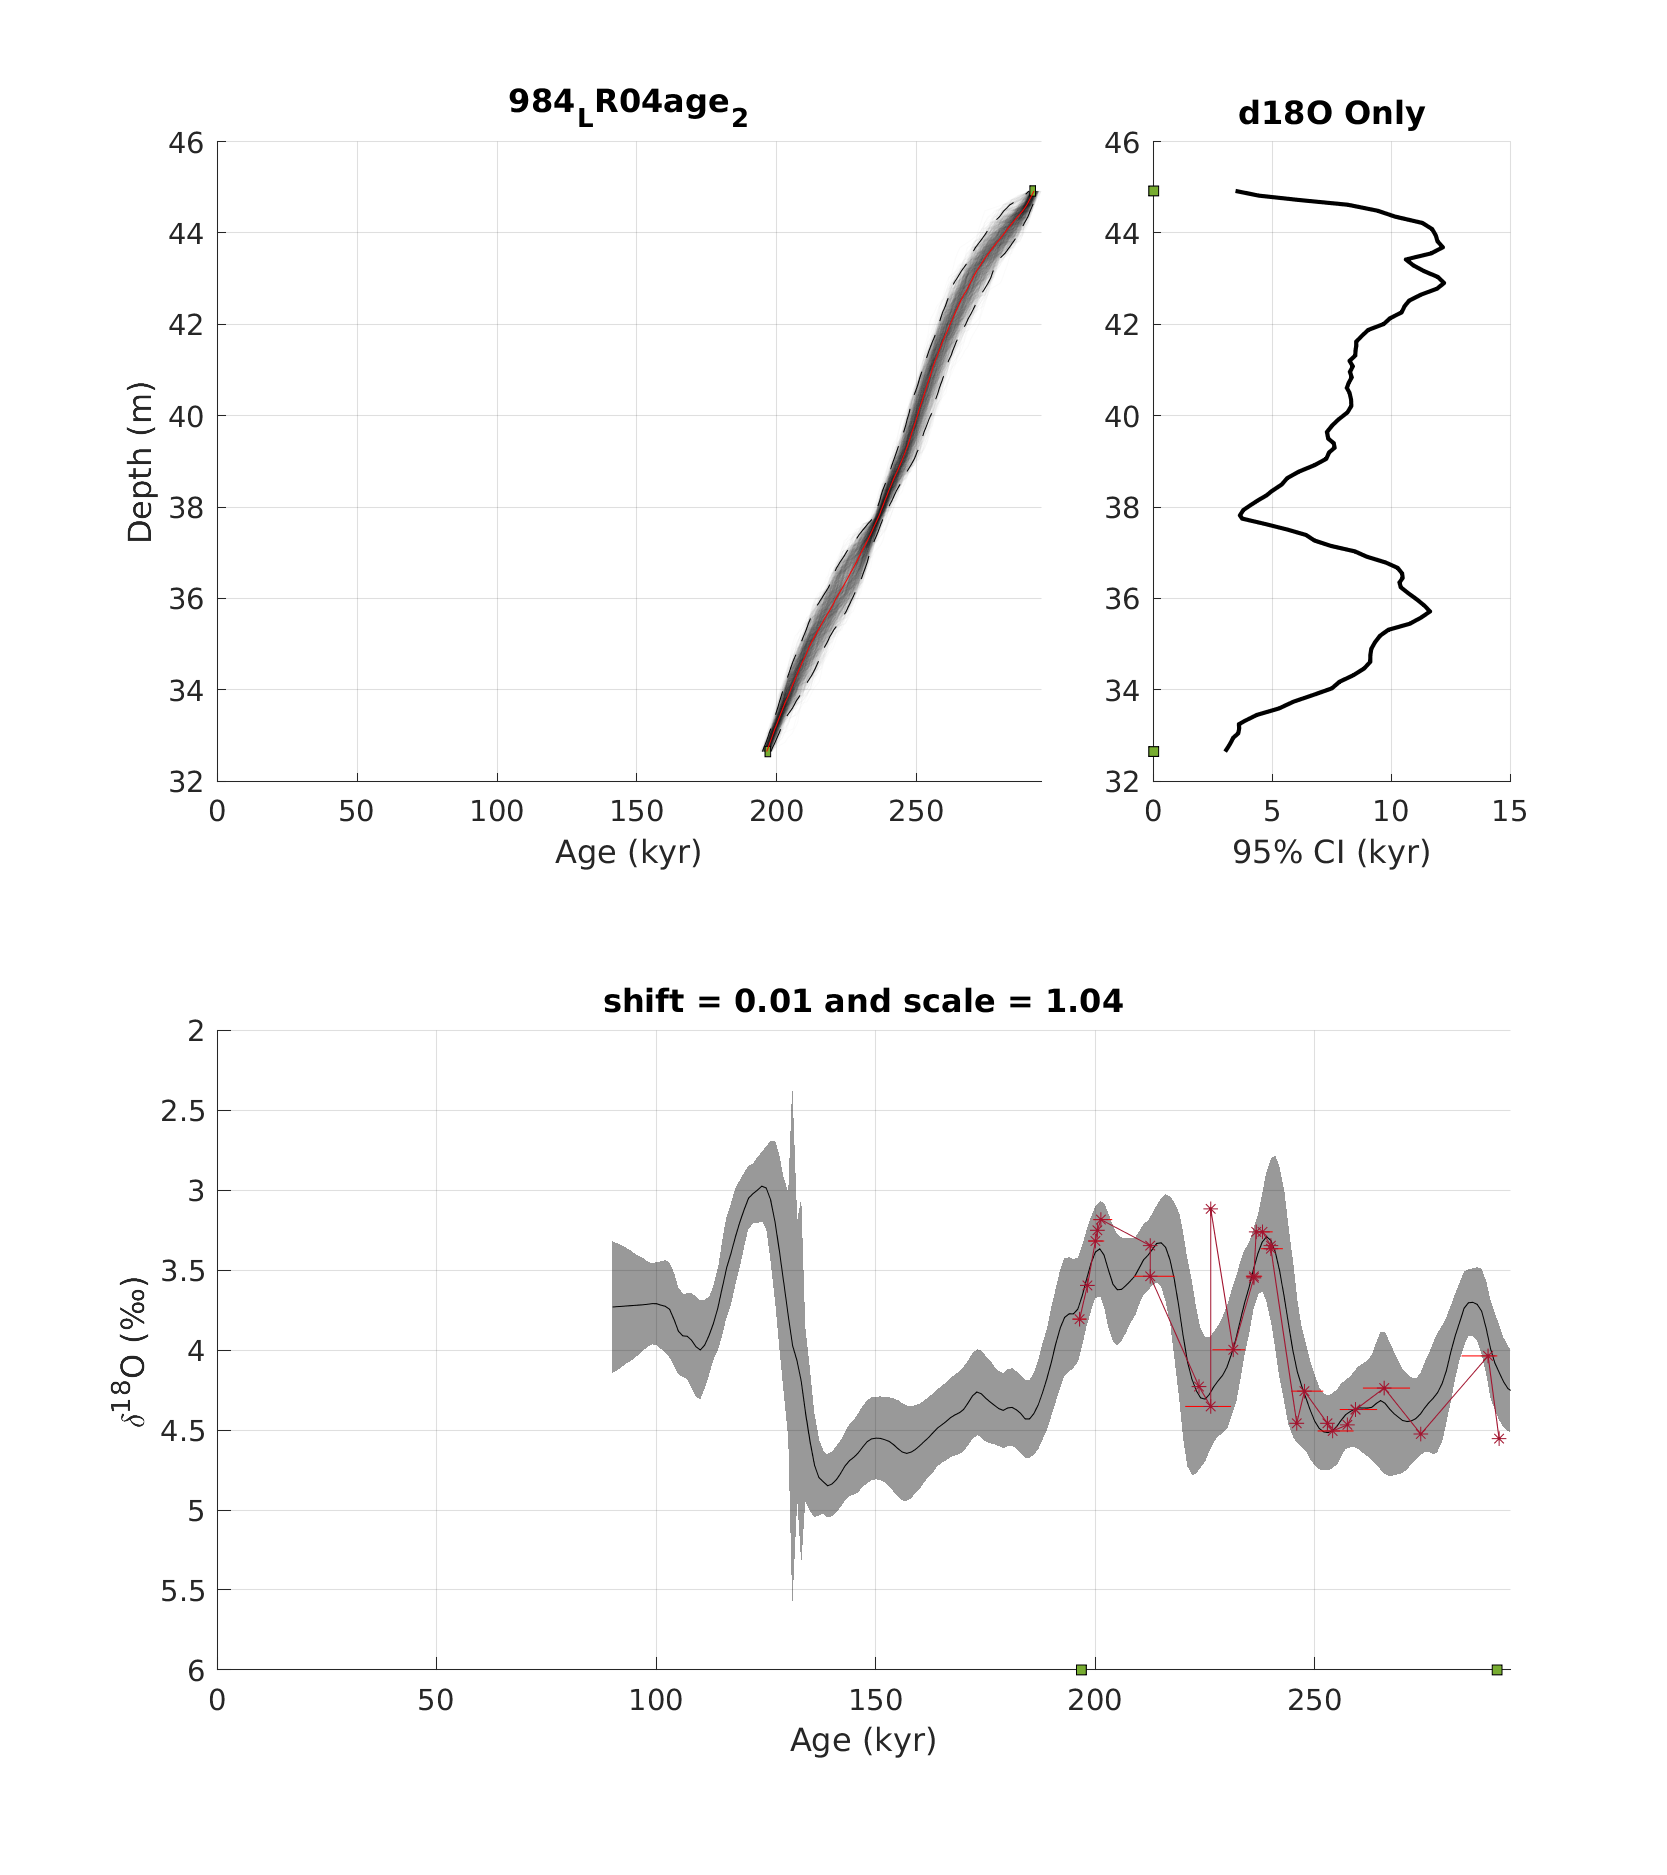 984LR04age2
d18O Only
46
44
42
40
38
36
34
32
Depth (m)
0 50 100 150 200 250
Age (kyr)
46
44
42
40
38
36
34
32
0 5 10 15
95% CI (kyr)
shift = 0.01 and scale = 1.04
2
2.5
3
3.5
4
4.5
5
5.5
6
δ18O (‰)
0 50 100 150 200 250
Age (kyr)